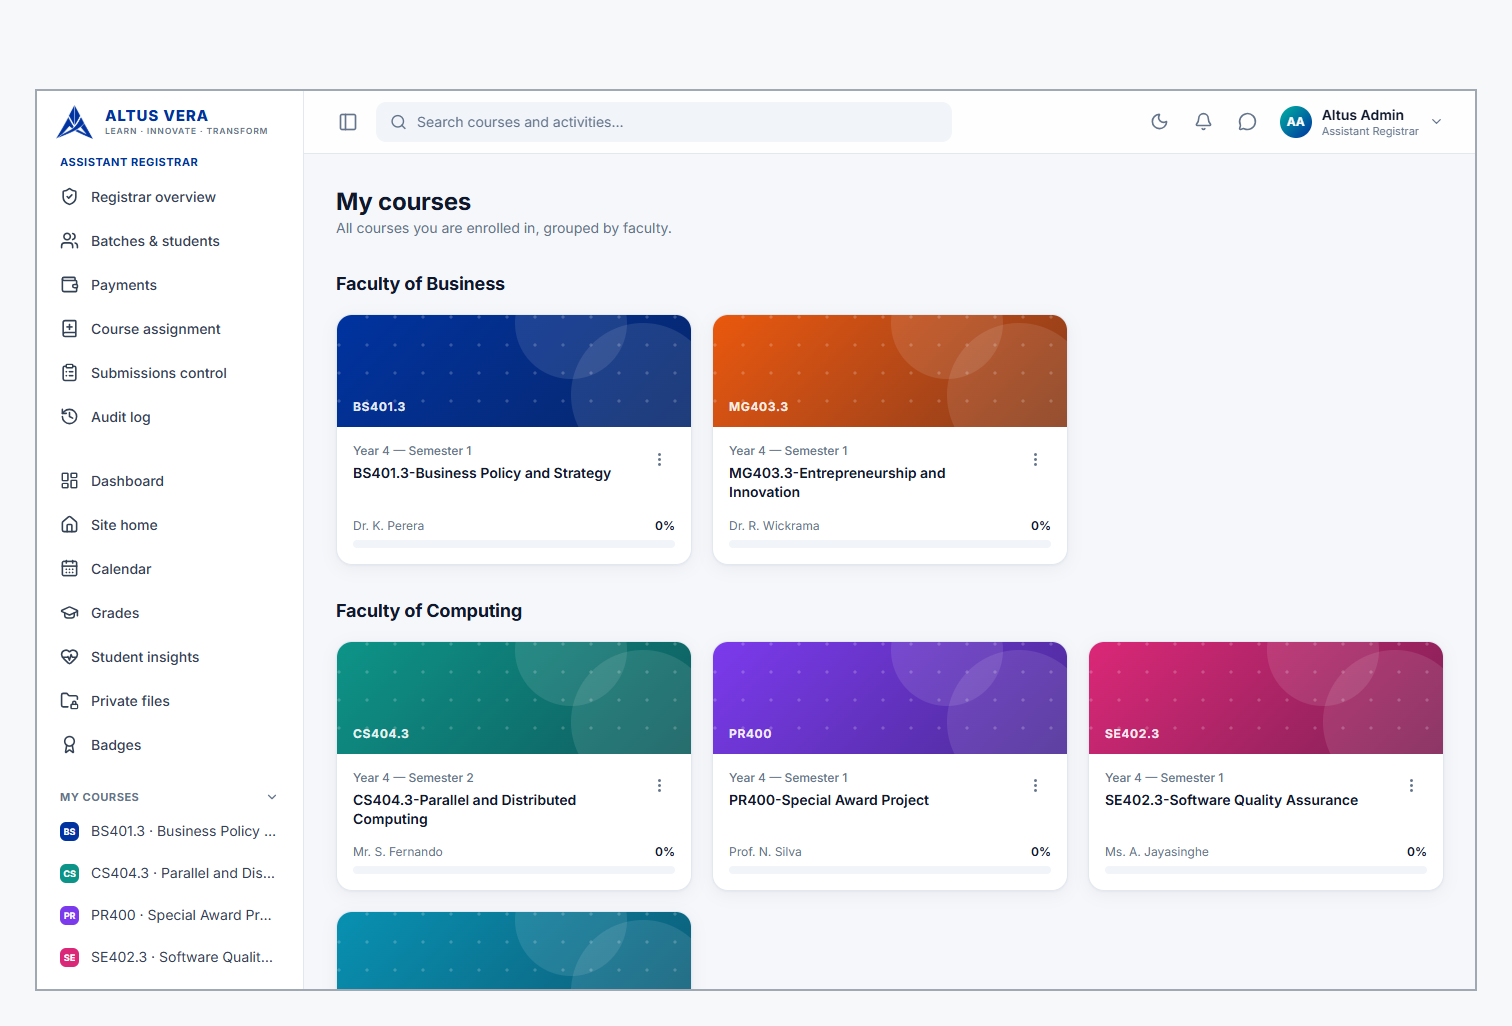 ALTUS VERA
LEARN · INNOVATE · TRANSFORM
ASSISTANT REGISTRAR
Registrar overview
Batches & students
Payments
Course assignment
Submissions control
Audit log
Dashboard
Site home
Calendar
Grades
Student insights
Private files
Badges
MY COURSES
BS BS401.3 · Business Policy ...
CS CS404.3 · Parallel and Dis...
PR PR400 · Special Award Pr...
SE SE402.3 · Software Qualit...
Search courses and activities...
AA
Altus Admin
Assistant Registrar
My courses
All courses you are enrolled in, grouped by faculty.
Faculty of Business
BS401.3
Year 4 — Semester 1
BS401.3-Business Policy and Strategy
Dr. K. Perera 0%
MG403.3
Year 4 — Semester 1
MG403.3-Entrepreneurship and
Innovation
Dr. R. Wickrama 0%
Faculty of Computing
CS404.3
Year 4 — Semester 2
CS404.3-Parallel and Distributed
Computing
Mr. S. Fernando 0%
PR400
Year 4 — Semester 1
PR400-Special Award Project
Prof. N. Silva 0%
SE402.3
Year 4 — Semester 1
SE402.3-Software Quality Assurance
Ms. A. Jayasinghe 0%